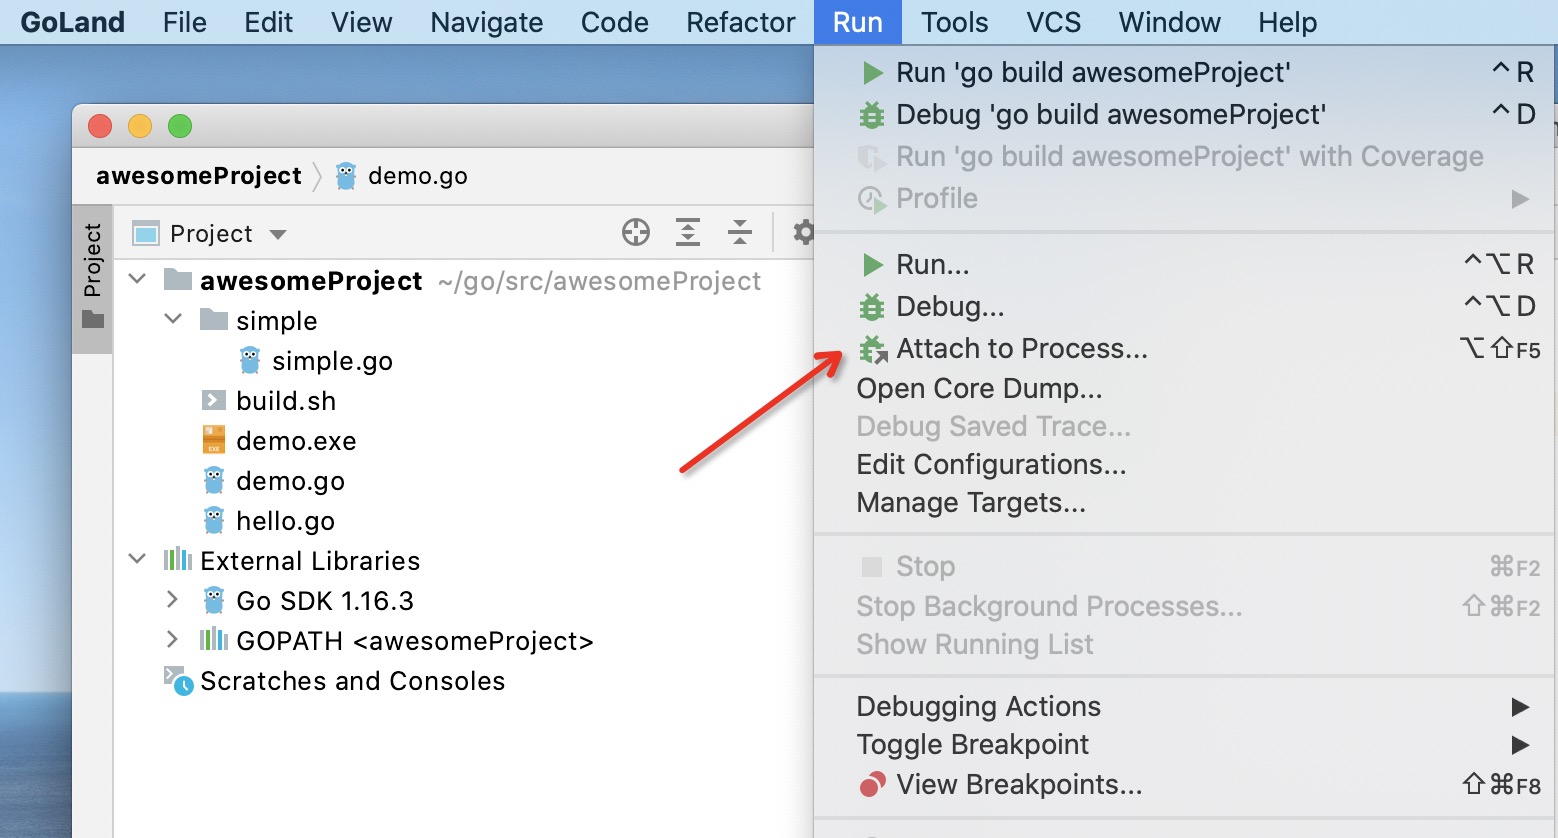 GoLand File Edit View Navigate Code Refactor Run Tools VCS Window Help
awesomeProject demo.go
Project
Project
awesomeProject ~/go/src/awesomeProject
simple
simple.go
build.sh
demo.exe
demo.go
hello.go
External Libraries
Go SDK 1.16.3
GOPATH <awesomeProject>
Scratches and Consoles
Run 'go build awesomeProject' ⌃R
Debug 'go build awesomeProject' ⌃D
Run 'go build awesomeProject' with Coverage
Profile
Run... ⌃⌥R
Debug... ⌃⌥D
Attach to Process... ⌥⇧F5
Open Core Dump...
Debug Saved Trace...
Edit Configurations...
Manage Targets...
Stop ⌘F2
Stop Background Processes... ⇧⌘F2
Show Running List
Debugging Actions
Toggle Breakpoint
View Breakpoints... ⇧⌘F8